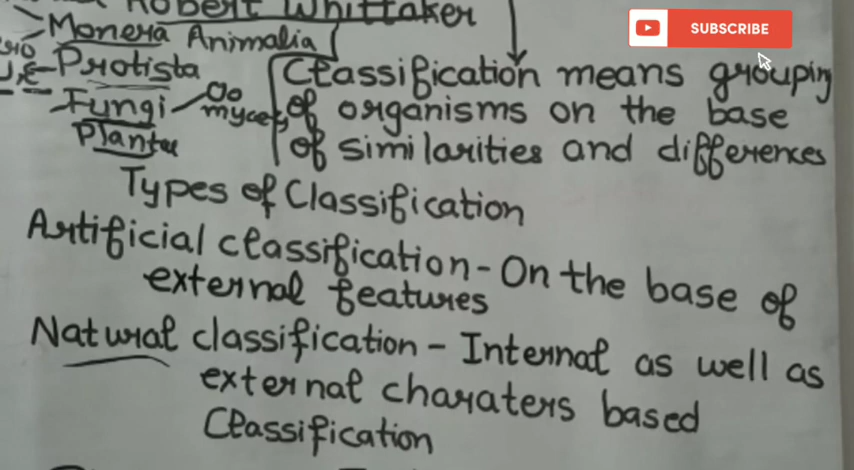 Robert Whittaker
SUBSCRIBE
Monera Animalia
Protista
Fungi
Oo
mycetes
Plantae
Classification means grouping
of organisms on the base
of similarities and differences
Types of Classification
Artificial classification - On the base of
external features
Natural classification - Internal as well as
external charaters based
Classification